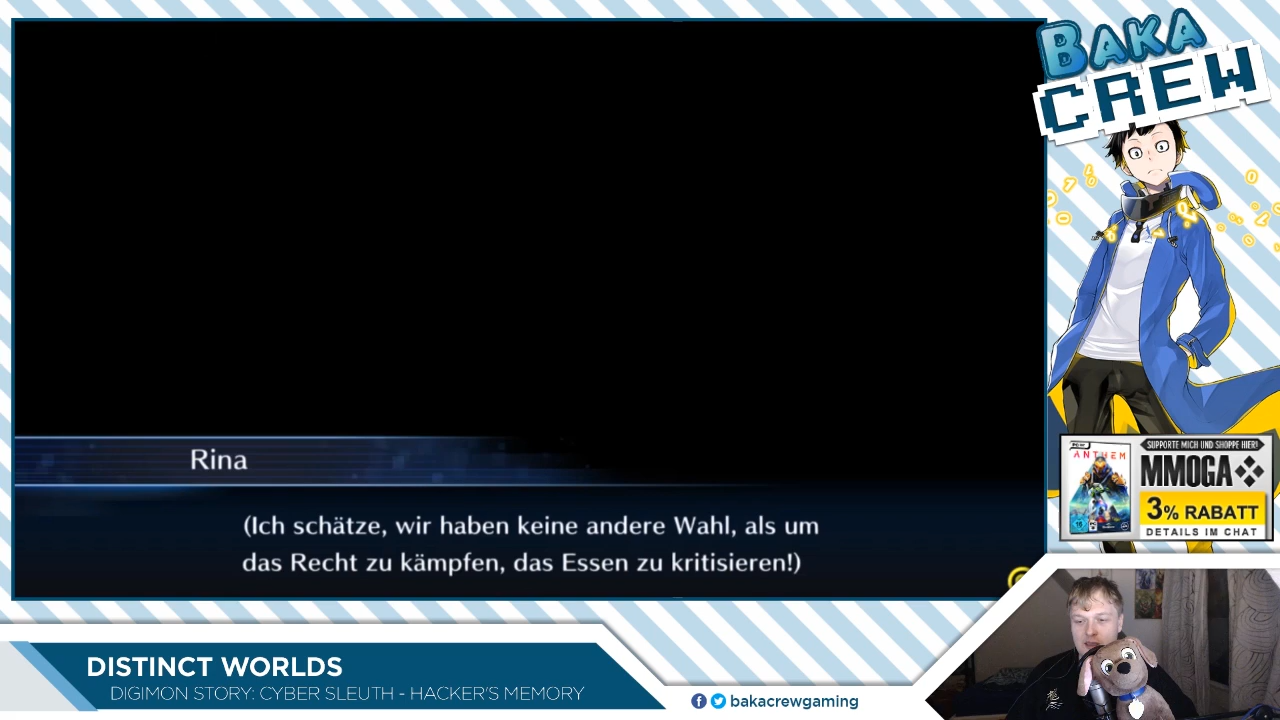 BAKA
CREW
Rina
(Ich schätze, wir haben keine andere Wahl, als um
das Recht zu kämpfen, das Essen zu kritisieren!)
ANTHEM
SUPPORTE MICH UND SHOPPE HIER!
MMOGA
3% RABATT
DETAILS IM CHAT
DISTINCT WORLDS
DIGIMON STORY: CYBER SLEUTH - HACKER'S MEMORY
bakacrewgaming